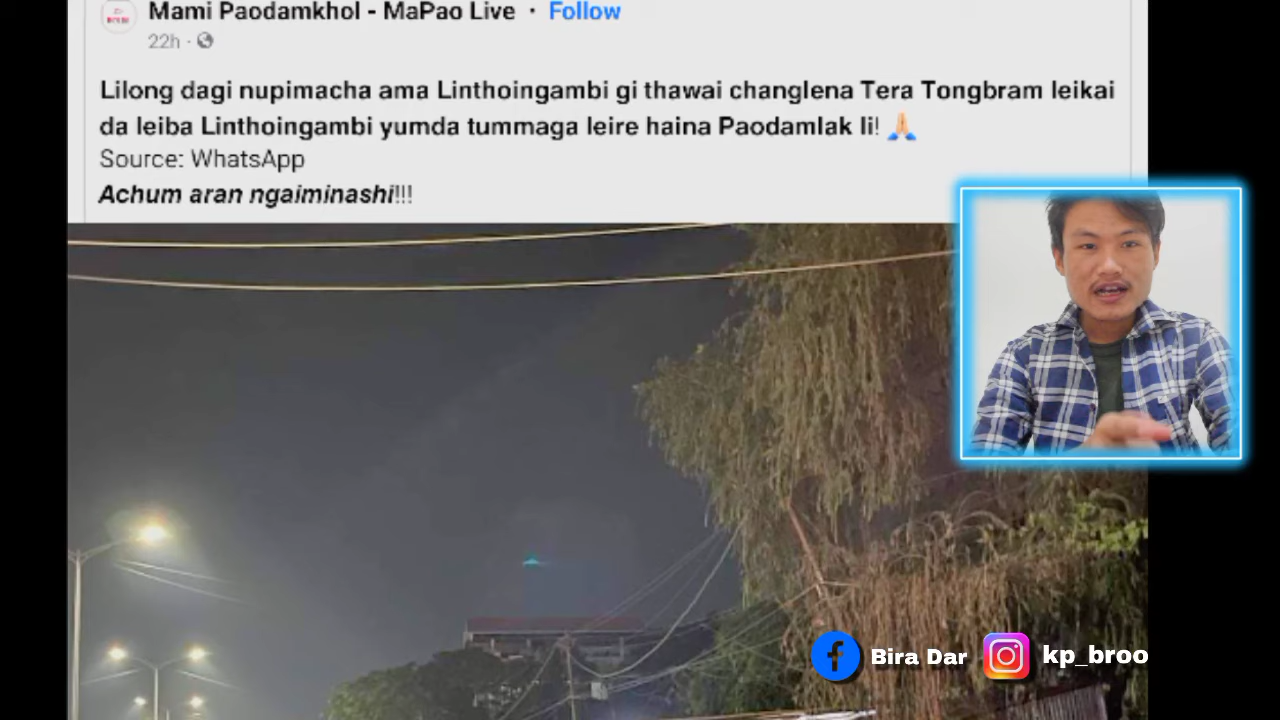 Mami Paodamkhol - MaPao Live · Follow
22h ·
Lilong dagi nupimacha ama Linthoingambi gi thawai changlena Tera Tongbram leikai
da leiba Linthoingambi yumda tummaga leire haina Paodamlak li! 🙏
Source: WhatsApp
Achum aran ngaiminashi!!!
Bira Dar kp_broo